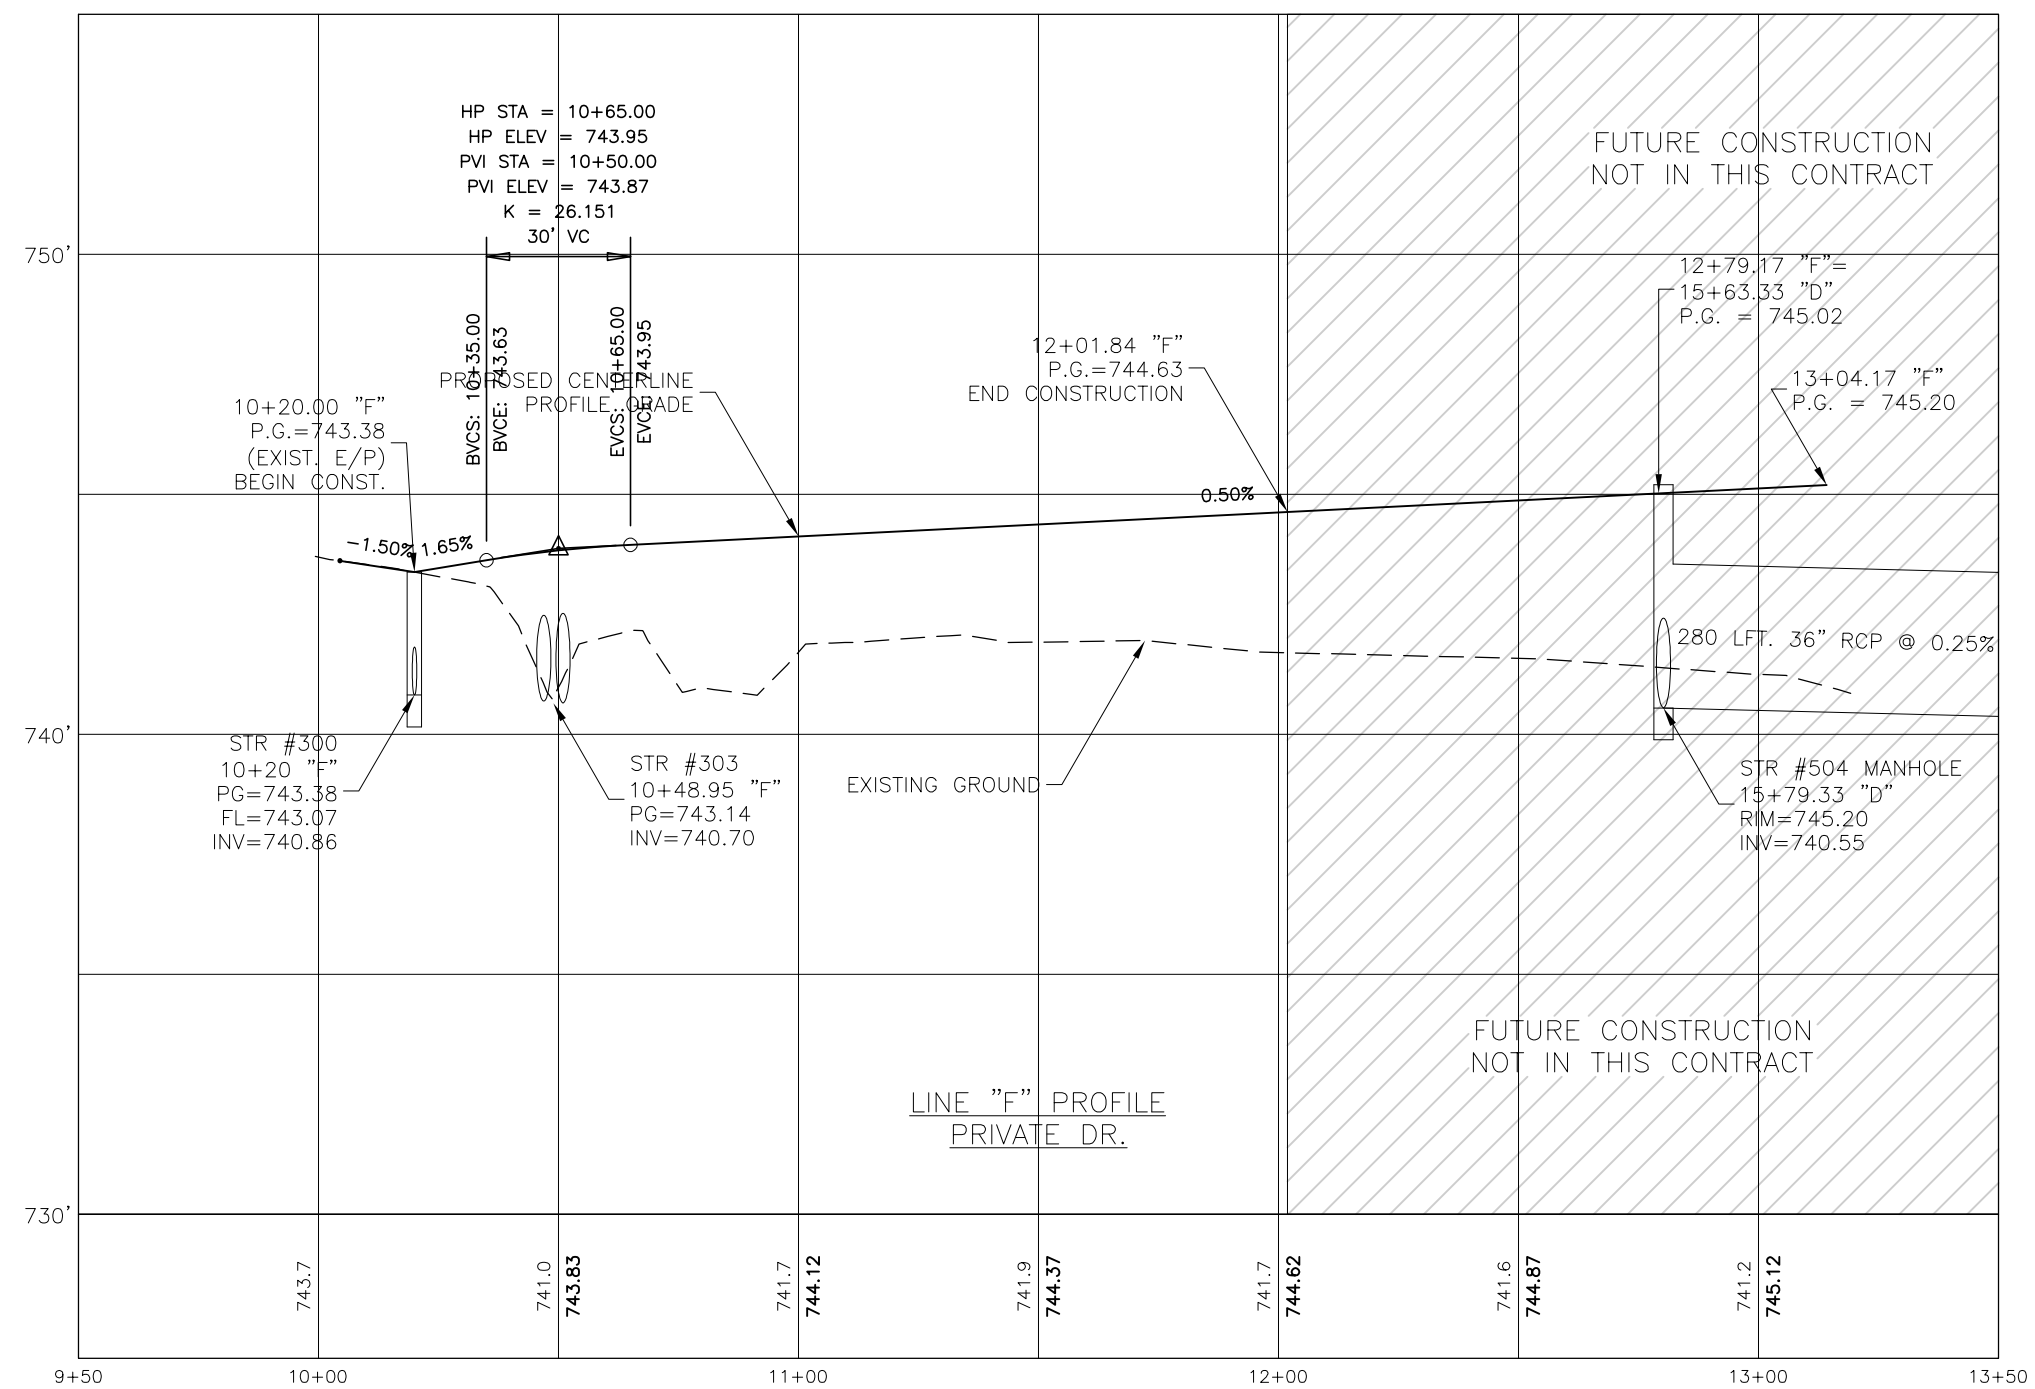 HP STA = 10+65.00
HP ELEV = 743.95
PVI STA = 10+50.00
PVI ELEV = 743.87
K = 26.151
30' VC
FUTURE CONSTRUCTION
NOT IN THIS CONTRACT
750'
BVCS: 10+35.00
BVCE: 743.63
EVCS: 10+65.00
EVCE: 743.95
12+79.17 "F"=
15+63.33 "D"
P.G. = 745.02
12+01.84 "F"
P.G.=744.63
END CONSTRUCTION
PROPOSED CENTERLINE
PROFILE GRADE
13+04.17 "F"
P.G. = 745.20
10+20.00 "F"
P.G.=743.38
(EXIST. E/P)
BEGIN CONST.
0.50%
-1.50%
1.65%
280 LFT. 36" RCP @ 0.25%
740'
STR #300
10+20 "F"
PG=743.38
FL=743.07
INV=740.86
STR #303
10+48.95 "F"
PG=743.14
INV=740.70
EXISTING GROUND
STR #504 MANHOLE
15+79.33 "D"
RIM=745.20
INV=740.55
FUTURE CONSTRUCTION
NOT IN THIS CONTRACT
LINE "F" PROFILE
PRIVATE DR.
730'
743.7
741.0
743.83
741.7
744.12
741.9
744.37
741.7
744.62
741.6
744.87
741.2
745.12
9+50
10+00
11+00
12+00
13+00
13+50